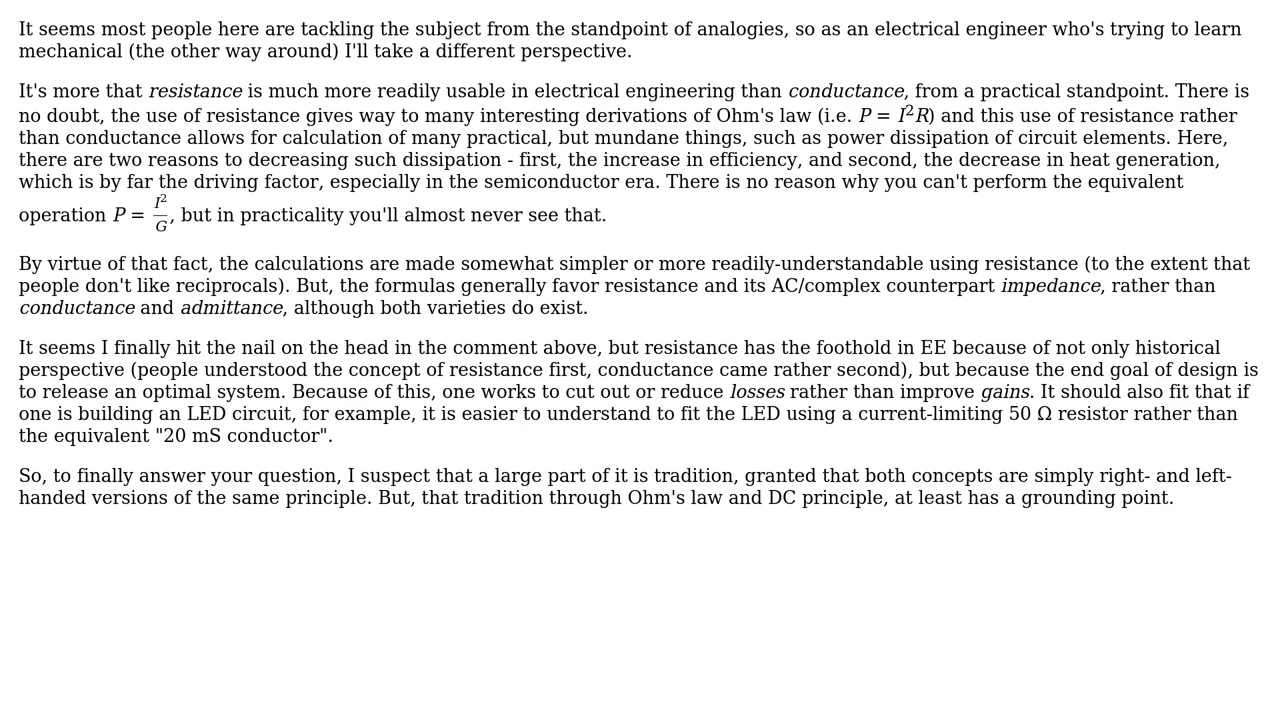 It seems most people here are tackling the subject from the standpoint of analogies, so as an electrical engineer who's trying to learn
mechanical (the other way around) I'll take a different perspective.
It's more that resistance is much more readily usable in electrical engineering than conductance, from a practical standpoint. There is
no doubt, the use of resistance gives way to many interesting derivations of Ohm's law (i.e. P = I²R) and this use of resistance rather
than conductance allows for calculation of many practical, but mundane things, such as power dissipation of circuit elements. Here,
there are two reasons to decreasing such dissipation - first, the increase in efficiency, and second, the decrease in heat generation,
which is by far the driving factor, especially in the semiconductor era. There is no reason why you can't perform the equivalent
operation P = I²/G, but in practicality you'll almost never see that.
By virtue of that fact, the calculations are made somewhat simpler or more readily-understandable using resistance (to the extent that
people don't like reciprocals). But, the formulas generally favor resistance and its AC/complex counterpart impedance, rather than
conductance and admittance, although both varieties do exist.
It seems I finally hit the nail on the head in the comment above, but resistance has the foothold in EE because of not only historical
perspective (people understood the concept of resistance first, conductance came rather second), but because the end goal of design is
to release an optimal system. Because of this, one works to cut out or reduce losses rather than improve gains. It should also fit that if
one is building an LED circuit, for example, it is easier to understand to fit the LED using a current-limiting 50 Ω resistor rather than
the equivalent "20 mS conductor".
So, to finally answer your question, I suspect that a large part of it is tradition, granted that both concepts are simply right- and left-
handed versions of the same principle. But, that tradition through Ohm's law and DC principle, at least has a grounding point.